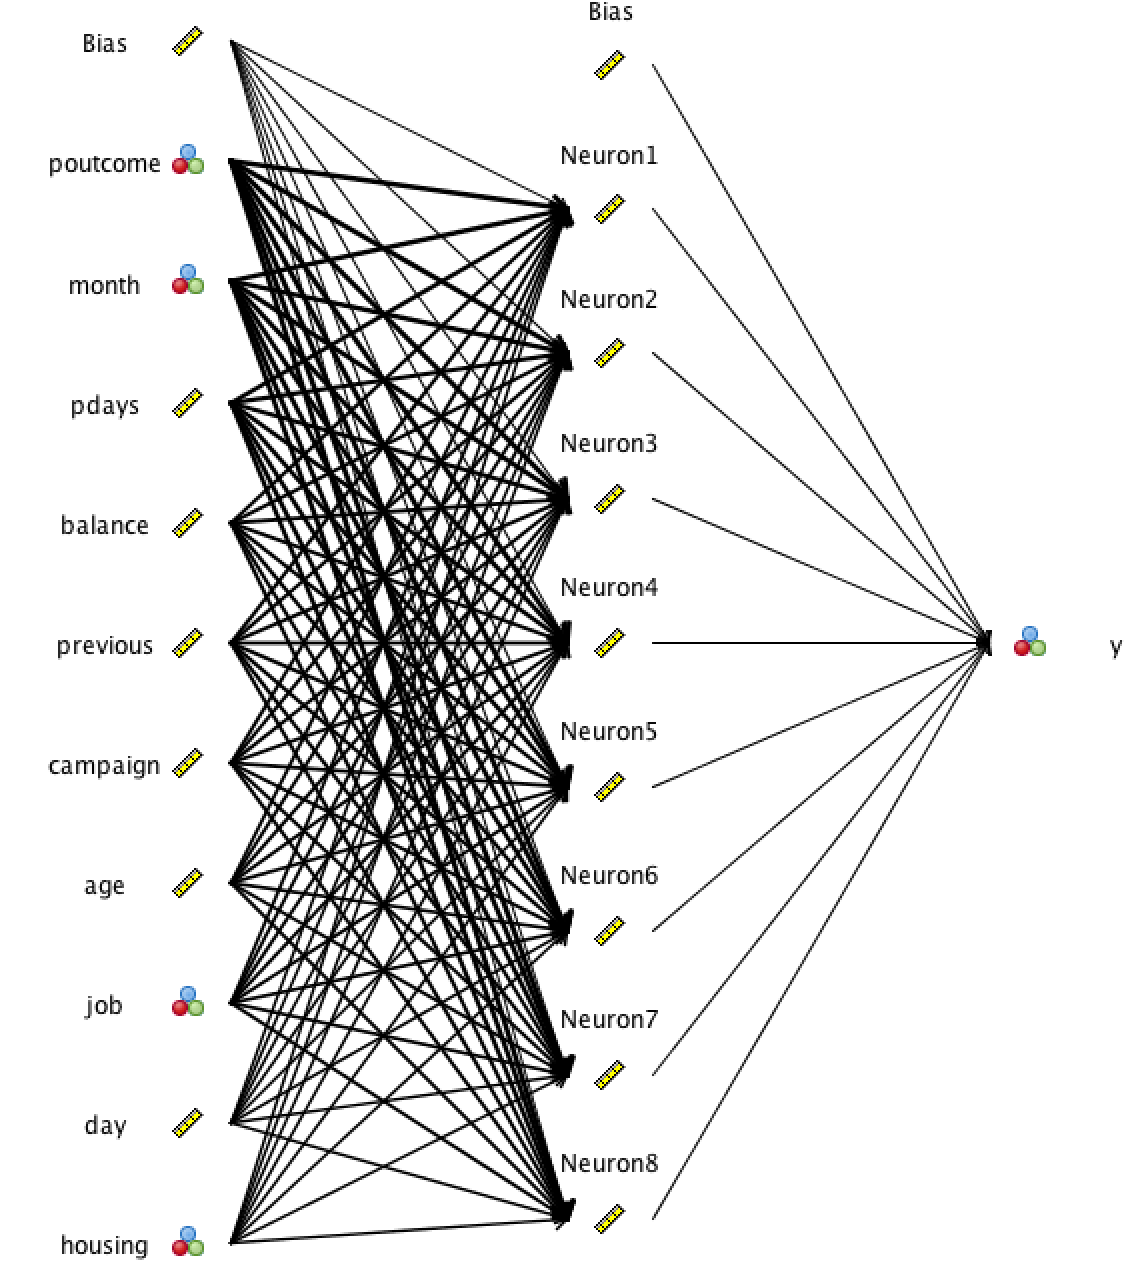 Bias
poutcome
month
pdays
balance
previous
campaign
age
job
day
housing
Bias
Neuron1
Neuron2
Neuron3
Neuron4
Neuron5
Neuron6
Neuron7
Neuron8
y